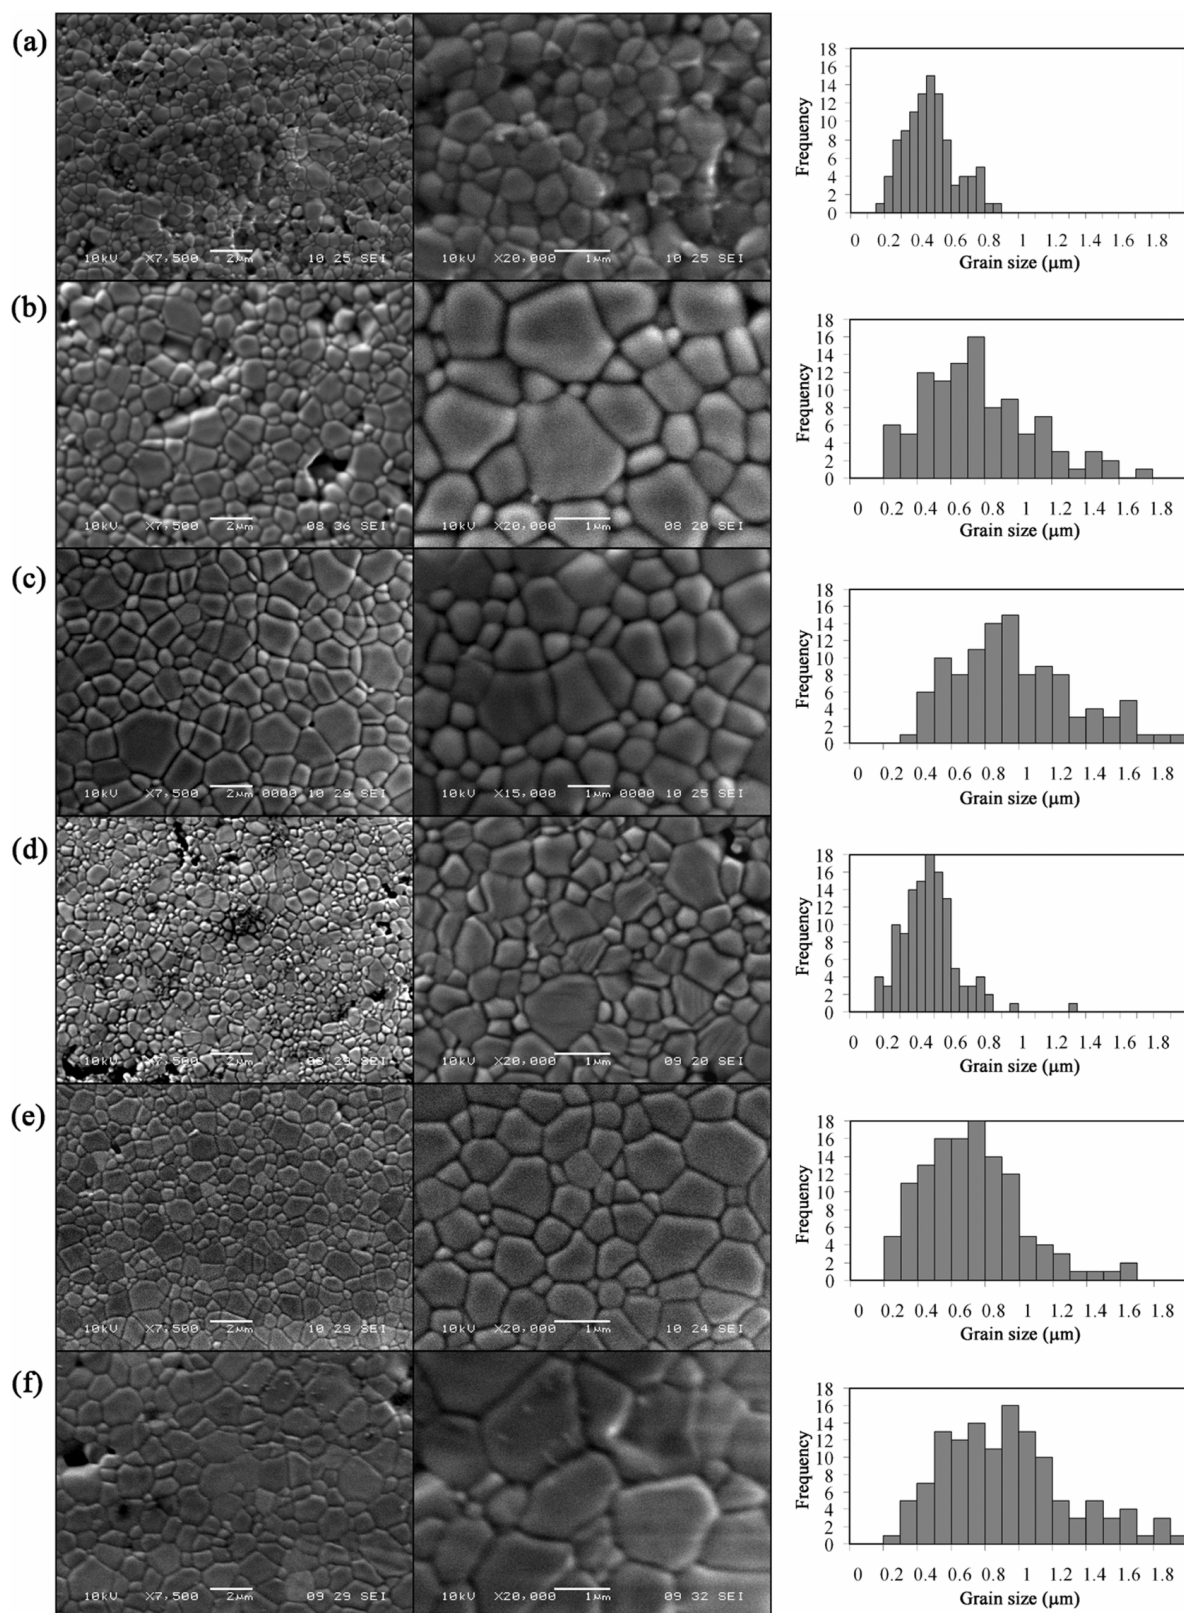 (a)
10kV X7,500 2μm 10 25 SEI
10kV X20,000 1μm 10 25 SEI
18
16
14
12
10
8
6
4
2
0
Frequency
0 0.2 0.4 0.6 0.8 1 1.2 1.4 1.6 1.8
Grain size (μm)
(b)
10kV X7,500 2μm 08 36 SEI
10kV X20,000 1μm 08 20 SEI
18
16
14
12
10
8
6
4
2
0
Frequency
0 0.2 0.4 0.6 0.8 1 1.2 1.4 1.6 1.8
Grain size (μm)
(c)
10kV X7,500 2μm 0000 10 29 SEI
10kV X15,000 1μm 0000 10 25 SEI
18
16
14
12
10
8
6
4
2
0
Frequency
0 0.2 0.4 0.6 0.8 1 1.2 1.4 1.6 1.8
Grain size (μm)
(d)
10kV X7,500 2μm 08 29 SEI
10kV X20,000 1μm 09 20 SEI
18
16
14
12
10
8
6
4
2
0
Frequency
0 0.2 0.4 0.6 0.8 1 1.2 1.4 1.6 1.8
Grain size (μm)
(e)
10kV X7,500 2μm 10 29 SEI
10kV X20,000 1μm 10 24 SEI
18
16
14
12
10
8
6
4
2
0
Frequency
0 0.2 0.4 0.6 0.8 1 1.2 1.4 1.6 1.8
Grain size (μm)
(f)
10kV X7,500 2μm 09 29 SEI
10kV X20,000 1μm 09 32 SEI
18
16
14
12
10
8
6
4
2
0
Frequency
0 0.2 0.4 0.6 0.8 1 1.2 1.4 1.6 1.8
Grain size (μm)